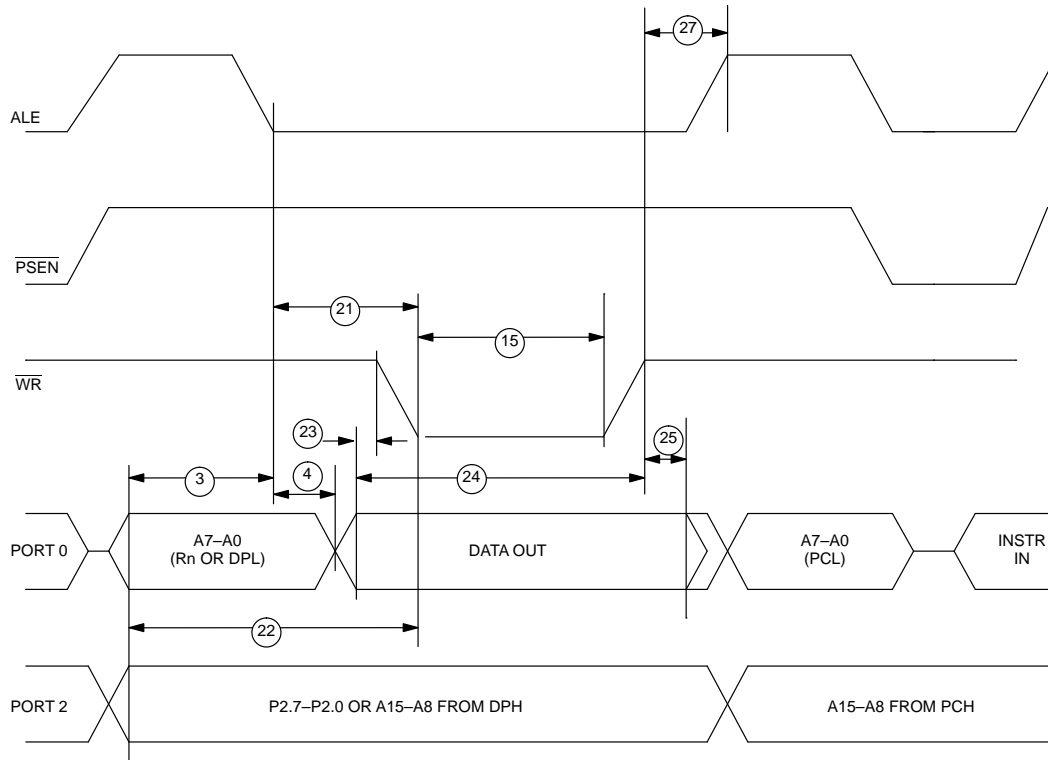 27
ALE
PSEN
21
15
WR
23
25
3
4
24
PORT 0
A7–A0
(Rn OR DPL)
DATA OUT
A7–A0
(PCL)
INSTR
IN
22
PORT 2
P2.7–P2.0 OR A15–A8 FROM DPH
A15–A8 FROM PCH